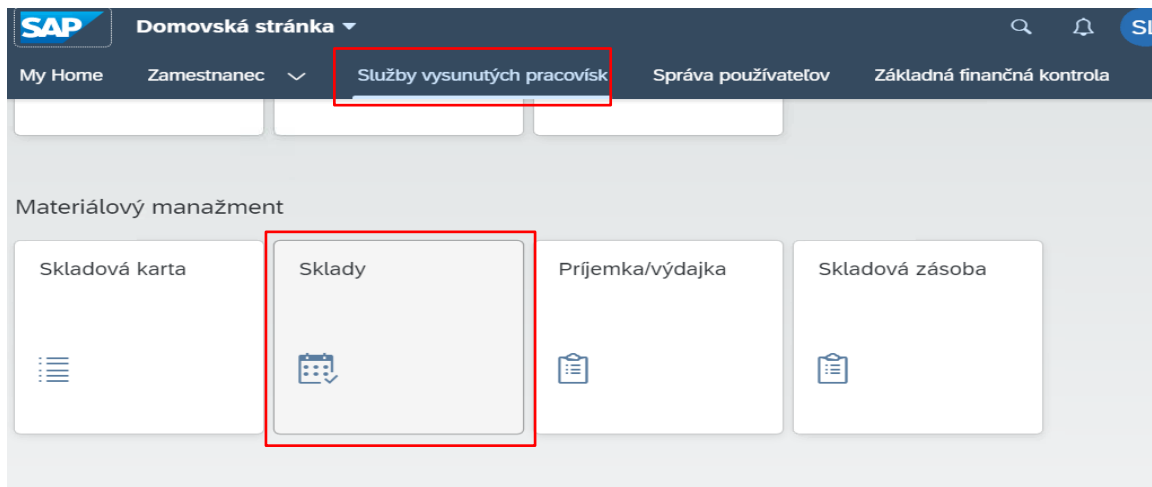 SAP Domovská stránka SL
My Home Zamestnanec Služby vysunutých pracovísk Správa používateľov Základná finančná kontrola
Materiálový manažment
Skladová karta Sklady Príjemka/výdajka Skladová zásoba